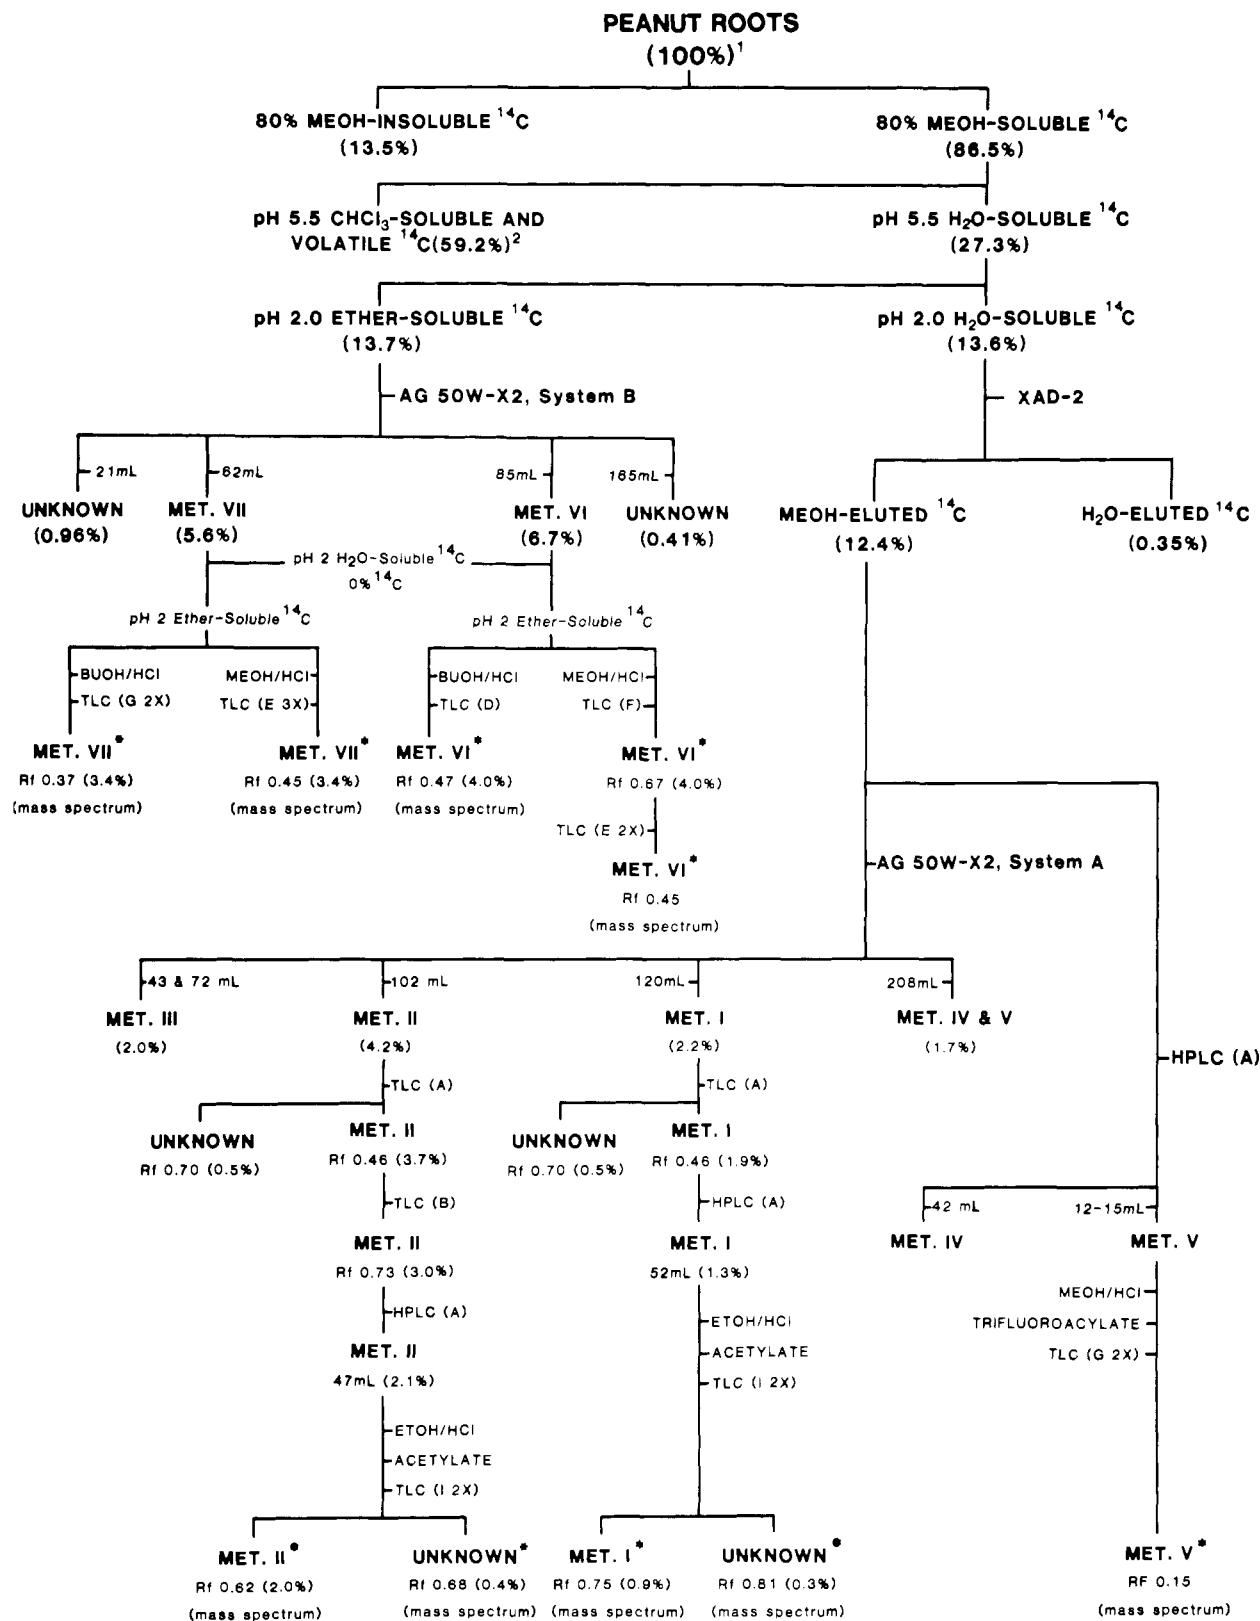 PEANUT ROOTS
(100%)¹
80% MEOH-INSOLUBLE ¹⁴C
(13.5%)
80% MEOH-SOLUBLE ¹⁴C
(86.5%)
pH 5.5 CHCl₃-SOLUBLE AND
VOLATILE ¹⁴C(59.2%)²
pH 5.5 H₂O-SOLUBLE ¹⁴C
(27.3%)
pH 2.0 ETHER-SOLUBLE ¹⁴C
(13.7%)
pH 2.0 H₂O-SOLUBLE ¹⁴C
(13.6%)
AG 50W-X2, System B
XAD-2
21mL
62mL
85mL
165mL
UNKNOWN
(0.96%)
MET. VII
(5.6%)
MET. VI
(6.7%)
UNKNOWN
(0.41%)
MEOH-ELUTED ¹⁴C
(12.4%)
H₂O-ELUTED ¹⁴C
(0.35%)
pH 2 H₂O-Soluble ¹⁴C
0% ¹⁴C
pH 2 Ether-Soluble ¹⁴C
pH 2 Ether-Soluble ¹⁴C
BUOH/HCl
TLC (G 2X)
MEOH/HCl
TLC (E 3X)
BUOH/HCl
TLC (D)
MEOH/HCl
TLC (F)
MET. VII*
Rf 0.37 (3.4%)
(mass spectrum)
MET. VII*
Rf 0.45 (3.4%)
(mass spectrum)
MET. VI*
Rf 0.47 (4.0%)
(mass spectrum)
MET. VI*
Rf 0.67 (4.0%)
TLC (E 2X)
MET. VI*
Rf 0.45
(mass spectrum)
AG 50W-X2, System A
43 & 72 mL
102 mL
120mL
208mL
MET. III
(2.0%)
MET. II
(4.2%)
MET. I
(2.2%)
MET. IV & V
(1.7%)
HPLC (A)
TLC (A)
TLC (A)
UNKNOWN
Rf 0.70 (0.5%)
MET. II
Rf 0.46 (3.7%)
UNKNOWN
Rf 0.70 (0.5%)
MET. I
Rf 0.46 (1.9%)
TLC (B)
HPLC (A)
42 mL
12-15mL
MET. II
Rf 0.73 (3.0%)
MET. I
52mL (1.3%)
MET. IV
MET. V
HPLC (A)
MET. II
47mL (2.1%)
ETOH/HCl
ACETYLATE
TLC (I 2X)
MEOH/HCl
TRIFLUOROACYLATE
TLC (G 2X)
ETOH/HCl
ACETYLATE
TLC (I 2X)
MET. II*
Rf 0.62 (2.0%)
(mass spectrum)
UNKNOWN*
Rf 0.68 (0.4%)
(mass spectrum)
MET. I*
Rf 0.75 (0.9%)
(mass spectrum)
UNKNOWN*
Rf 0.81 (0.3%)
(mass spectrum)
MET. V*
RF 0.15
(mass spectrum)